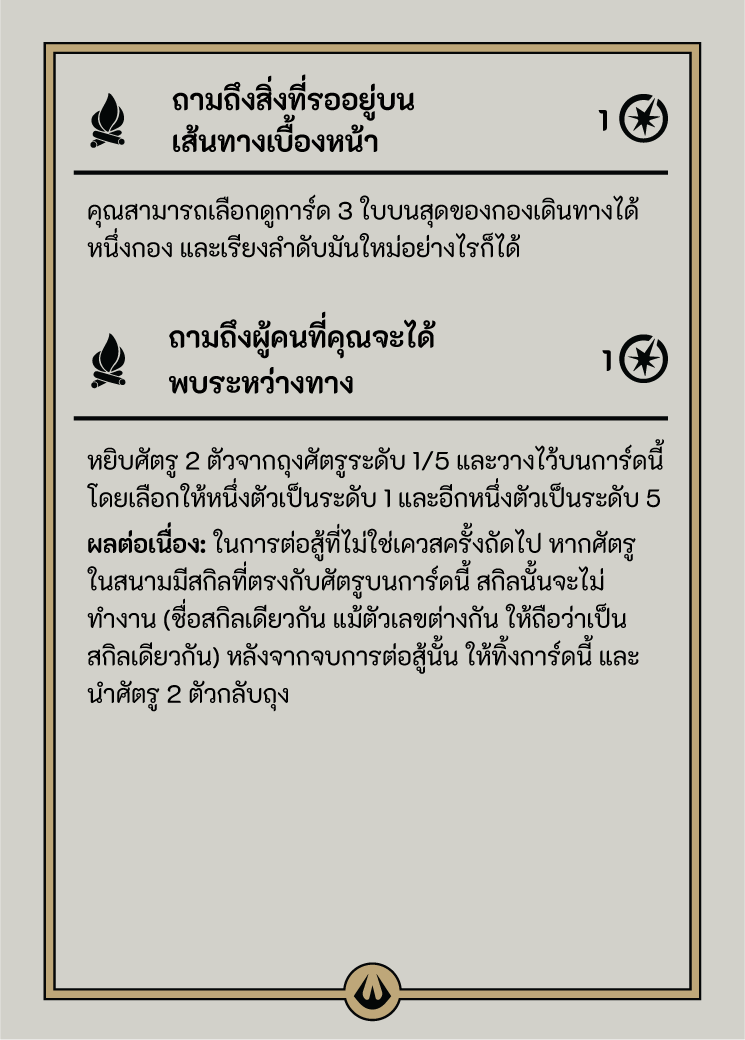 ถามถึงสิ่งที่รออยู่บน
เส้นทางเบื้องหน้า
1
คุณสามารถเลือกดูการ์ด 3 ใบบนสุดของกองเดินทางได้
หนึ่งกอง และเรียงลำดับมันใหม่อย่างไรก็ได้
ถามถึงผู้คนที่คุณจะได้
พบระหว่างทาง
1
หยิบศัตรู 2 ตัวจากถุงศัตรูระดับ 1/5 และวางไว้บนการ์ดนี้
โดยเลือกให้หนึ่งตัวเป็นระดับ 1 และอีกหนึ่งตัวเป็นระดับ 5
ผลต่อเนื่อง: ในการต่อสู้ที่ไม่ใช่เควสครั้งถัดไป หากศัตรู
ในสนามมีสกิลที่ตรงกับศัตรูบนการ์ดนี้ สกิลนั้นจะไม่
ทำงาน (ชื่อสกิลเดียวกัน แม้ตัวเลขต่างกัน ให้ถือว่าเป็น
สกิลเดียวกัน) หลังจากจบการต่อสู้นั้น ให้ทิ้งการ์ดนี้ และ
นำศัตรู 2 ตัวกลับถุง